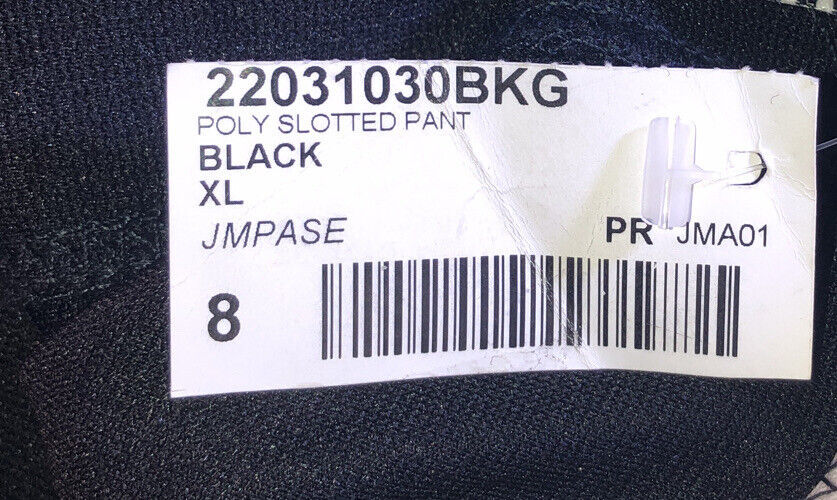 22031030BKG
POLY SLOTTED PANT
BLACK
XL
JMPASE
PR JMA01
8